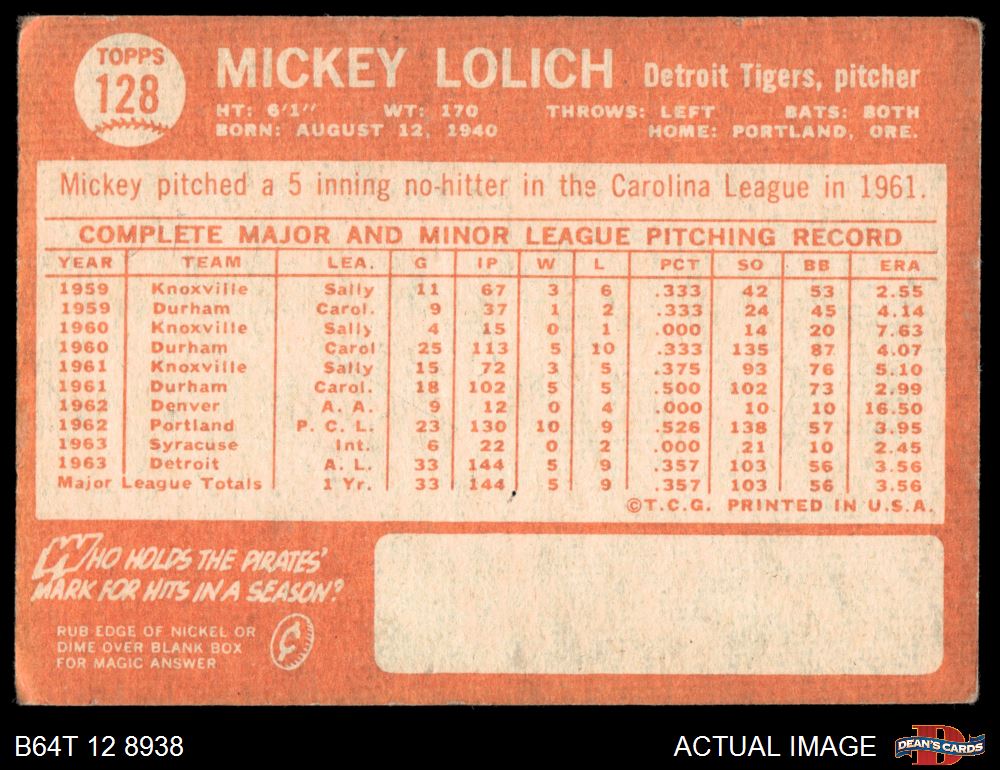 TOPPS
128
MICKEY LOLICH Detroit Tigers, pitcher
HT: 6'1" WT: 170 THROWS: LEFT BATS: BOTH
BORN: AUGUST 12, 1940 HOME: PORTLAND, ORE.
Mickey pitched a 5 inning no-hitter in the Carolina League in 1961.
COMPLETE MAJOR AND MINOR LEAGUE PITCHING RECORD
YEAR TEAM LEA. G IP W L PCT SO BB ERA
1959 Knoxville Sally 11 67 3 6 .333 42 53 2.55
1959 Durham Carol. 9 37 1 2 .333 24 45 4.14
1960 Knoxville Sally 4 15 0 1 .000 14 20 7.63
1960 Durham Carol 25 113 5 10 .333 135 87 4.07
1961 Knoxville Sally 15 72 3 5 .375 93 76 5.10
1961 Durham Carol. 18 102 5 5 .500 102 73 2.99
1962 Denver A. A. 9 12 0 4 .000 10 10 16.50
1962 Portland P. C. L. 23 130 10 9 .526 138 57 3.95
1963 Syracuse Int. 6 22 0 2 .000 21 10 2.45
1963 Detroit A. L. 33 144 5 9 .357 103 56 3.56
Major League Totals 1 Yr. 33 144 5 9 .357 103 56 3.56
©T.C.G. PRINTED IN U.S.A.
WHO HOLDS THE PIRATES'
MARK FOR HITS IN A SEASON?
RUB EDGE OF NICKEL OR
DIME OVER BLANK BOX
FOR MAGIC ANSWER
B64T 12 8938 ACTUAL IMAGE DEAN'S CARDS